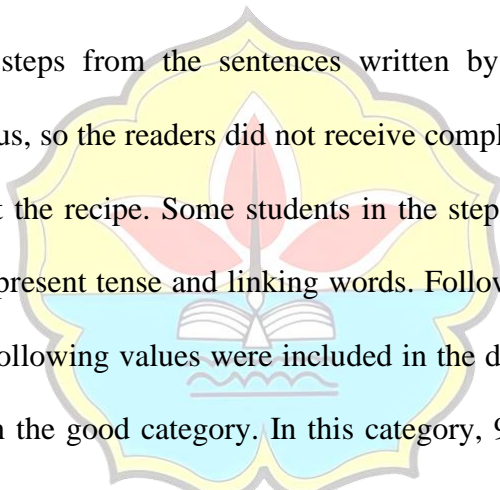 steps from the sentences written by
us, so the readers did not receive compl
the recipe. Some students in the step
present tense and linking words. Follow
ollowing values were included in the d
the good category. In this category, 9